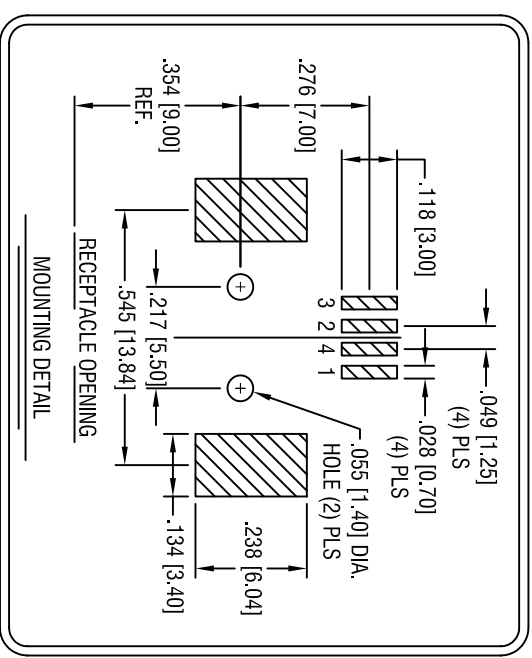 .049 [1.25]
(4) PLS
.028 [0.70]
(4) PLS
.118 [3.00]
3 2 4 1
.276 [7.00]
.055 [1.40] DIA.
HOLE (2) PLS
.354 [9.00]
REF.
.238 [6.04]
.134 [3.40]
.217 [5.50]
.545 [13.84]
RECEPTACLE OPENING
MOUNTING DETAIL